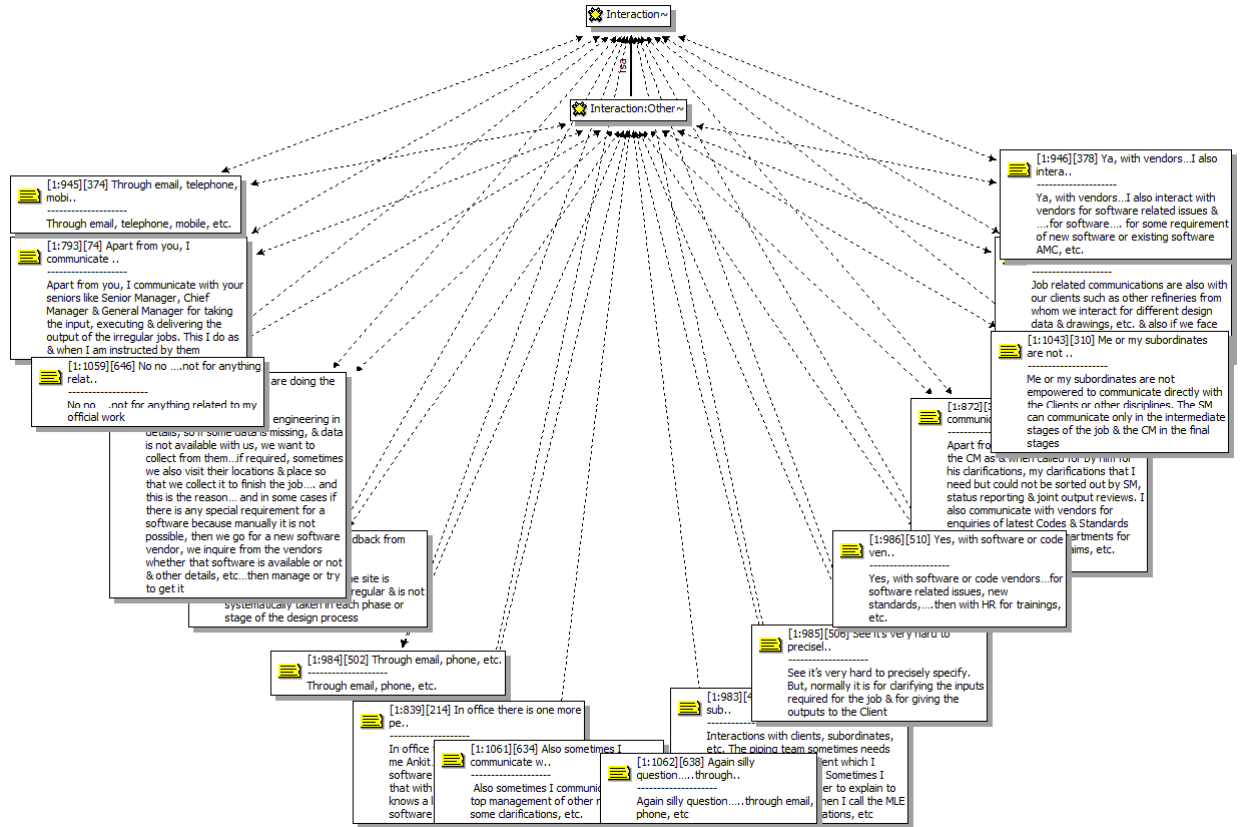 Interaction~
isa
Interaction:Other~
[1:945][374] Through email, telephone,
mobi..
--------------------
Through email, telephone, mobile, etc.
[1:793][74] Apart from you, I
communicate ..
--------------------
Apart from you, I communicate with your
seniors like Senior Manager, Chief
Manager & General Manager for taking
the input, executing & delivering the
output of the irregular jobs. This I do as
& when I am instructed by them
[1:1059][646] No no ....not for anything
relat..
--------------------
No no ....not for anything related to my
official work
are doing the
engineering in
details, so if some data is missing, & data
is not available with us, we want to
collect from them...if required, sometimes
we also visit their locations & place so
that we collect it to finish the job.... and
this is the reason... and in some cases if
there is any special requirement for a
software because manually it is not
possible, then we go for a new software
vendor, we inquire from the vendors
whether that software is available or not
& other details, etc...then manage or try
to get it
dback from
e site is
regular & is not
systematically taken in each phase or
stage of the design process
[1:984][502] Through email, phone, etc.
--------------------
Through email, phone, etc.
[1:839][214] In office there is one more
pe..
--------------------
In office
me Ankit.
software
that with
knows a l
software
[1:1061][634] Also sometimes I
communicate w..
--------------------
Also sometimes I communic
top management of other r
some clarifications, etc.
[1:1062][638] Again silly
question.....through..
--------------------
Again silly question.....through email,
phone, etc
[1:983][4
sub..
--------------------
Interactions with clients, subordinates,
etc. The piping team sometimes needs
ent which I
Sometimes I
er to explain to
hen I call the MLE
ations, etc
[1:985][506] See it's very hard to
precisel..
--------------------
See it's very hard to precisely specify.
But, normally it is for clarifying the inputs
required for the job & for giving the
outputs to the Client
[1:986][510] Yes, with software or code
ven..
--------------------
Yes, with software or code vendors...for
software related issues, new
standards,....then with HR for trainings,
etc.
[1:872][3
communic
Apart fro
the CM as & when called for by him for
his clarifications, my clarifications that I
need but could not be sorted out by SM,
status reporting & joint output reviews. I
also communicate with vendors for
enquiries of latest Codes & Standards
artments for
aims, etc.
[1:1043][310] Me or my subordinates
are not ..
--------------------
Me or my subordinates are not
empowered to communicate directly with
the Clients or other disciplines. The SM
can communicate only in the intermediate
stages of the job & the CM in the final
stages
--------------------
Job related communications are also with
our clients such as other refineries from
whom we interact for different design
data & drawings, etc. & also if we face
[1:946][378] Ya, with vendors...I also
intera..
--------------------
Ya, with vendors...I also interact with
vendors for software related issues &
....for software.... for some requirement
of new software or existing software
AMC, etc.